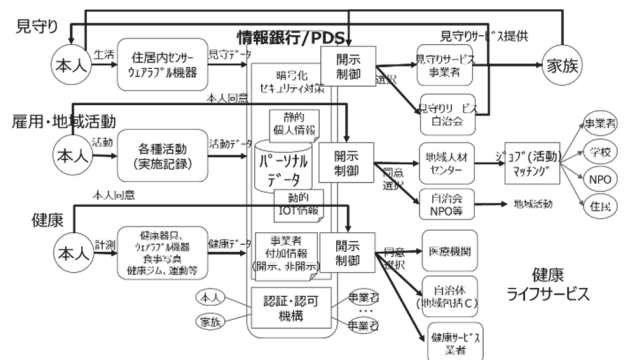 見守り
情報銀行/PDS
見守りサービス提供
本人
生活
住居内センサー
ウェアラブル機器
見守データ
暗号化
セキュリティ対策
開示
制御
選択
見守りサービス
事業者
家族
見守りサービス
自治会
本人同意
雇用・地域活動
本人
活動
各種活動
(実施記録)
活動データ
静的
個人情報
パーソナル
データ
動的
IOT情報
開示
制御
同意
選択
地域人材
センター
ジョブ(活動)
マッチング
事業者
学校
NPO
住民
自治会
NPO等
地域活動
本人同意
健康
本人
計測
健康器具、
ウェアラブル機器
食事写真
健康ジム、運動等
健康データ
事業者
付加情報
(開示、非開示)
開示
制御
同意
選択
医療機関
自治体
(地域包括C)
健康サービス
業者
健康
ライフサービス
本人
家族
認証・認可
機構
事業者
…
事業者